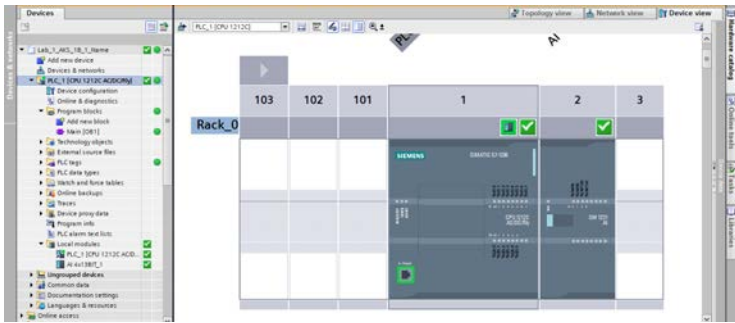 Devices
Topology view
Network view
Device view
PLC_1 [CPU 1212C]
Lab_1_AKS_1B_1_Name
Add new device
Devices & networks
PLC_1 [CPU 1212C AC/DC/Rly]
Device configuration
Online & diagnostics
Program blocks
Add new block
Main [OB1]
Technology objects
External source files
PLC tags
PLC data types
Watch and force tables
Online backups
Traces
Device proxy data
Program info
PLC alarm text lists
Local modules
PLC_1 [CPU 1212C AC/D...
AI 4x13BIT_1
Ungrouped devices
Common data
Documentation settings
Languages & resources
Online access
AI
103
102
101
1
2
3
Rack_0
SIEMENS
SIMATIC S7-1200
CPU 1212C
AC/DC/Rly
SM 1231
AI
Devices & networks
Hardware catalog
Online tools
Tasks
Libraries